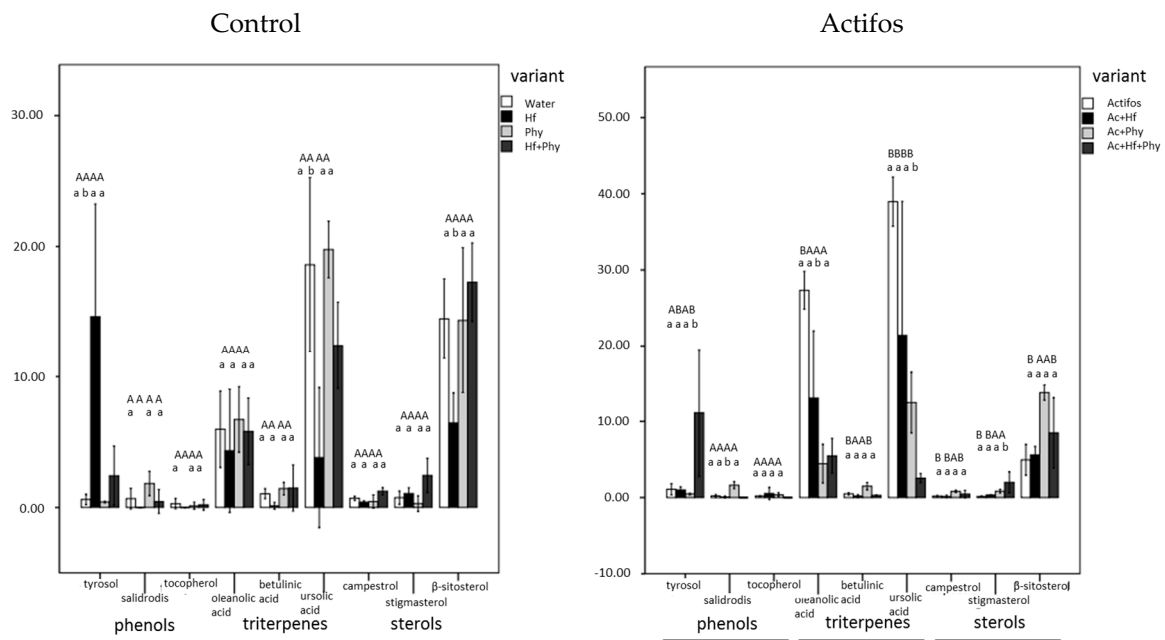 Control
variant
Water
Hf
Phy
Hf+Phy
30.00
20.00
10.00
0.00
AAAA
a b a a
A A A A
a a a
AAAA
a a a
AAAA
a a aa
AA AA
a a aa
AA AA
a b aa
AAAA
a a aa
AAAA
a a aa
AAAA
a b a a
tyrosol
salidrodis
tocopherol
oleanolic
acid
betulinic
acid
ursolic
acid
campestrol
stigmasterol
β-sitosterol
phenols
triterpenes
sterols
Actifos
variant
Actifos
Ac+Hf
Ac+Phy
Ac+Hf+Phy
50.00
40.00
30.00
20.00
10.00
0.00
-10.00
ABAB
a a a b
AAAA
a a b a
AAAA
a a a a
BAAA
a a b a
BAAB
a a a a
BBBB
a a a b
B BAB
a a a a
B BAA
a a a b
B AAB
a a a a
tyrosol
salidrodis
tocopherol
oleanolic
acid
betulinic
acid
ursolic
acid
campestrol
stigmasterol
β-sitosterol
phenols
triterpenes
sterols